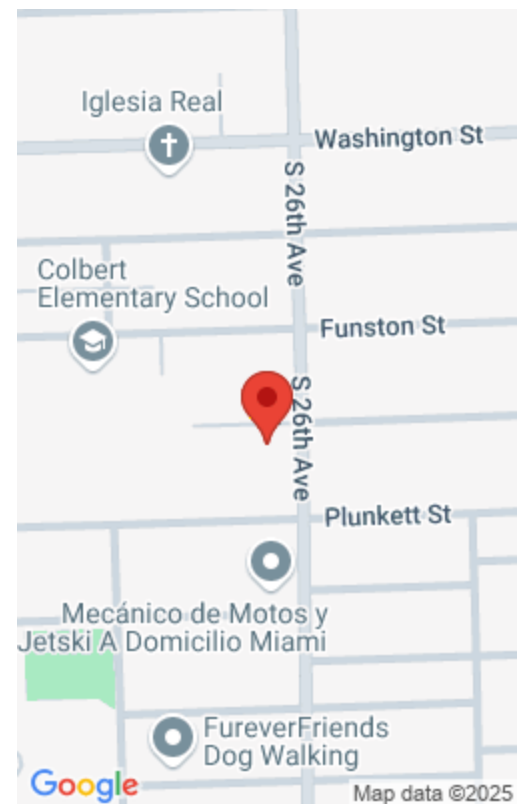 Iglesia Real
Washington St
S 26th Ave
Colbert
Elementary School
Funston St
S 26th Ave
Plunkett St
Mecánico de Motos y
Jetski A Domicilio Miami
FureverFriends
Dog Walking
Google
Map data ©2025